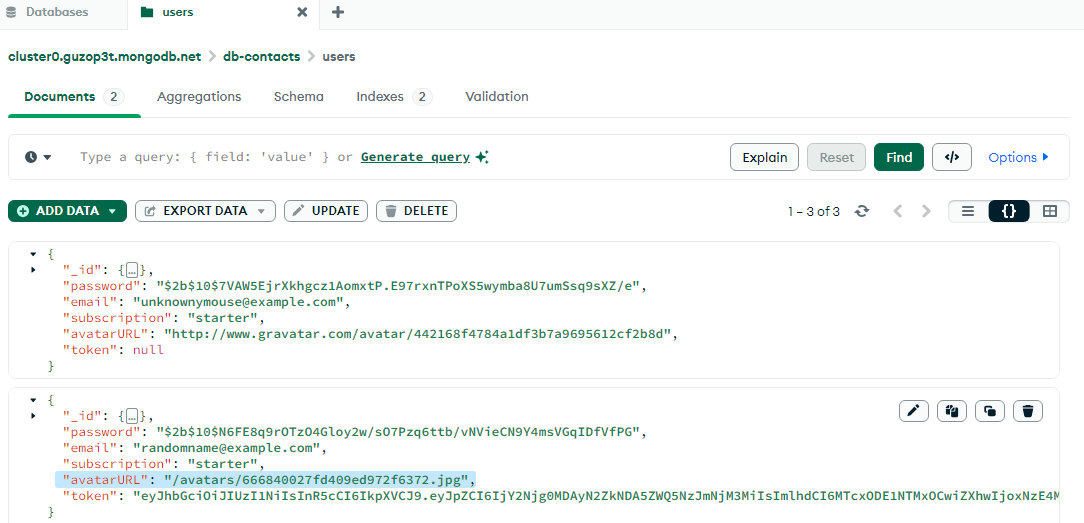 Databases
users
cluster0.guzop3t.mongodb.net > db-contacts > users
Documents 2 Aggregations Schema Indexes 2 Validation
Type a query: { field: 'value' } or Generate query
Explain Reset Find </> Options
ADD DATA EXPORT DATA UPDATE DELETE 1 – 3 of 3 {}
{
"_id": {…},
"password": "$2b$10$7VAW5EjrXkhgcz1AomxtP.E97rxnTPoXS5wymba8U7umSsq9sXZ/e",
"email": "unknownymouse@example.com",
"subscription": "starter",
"avatarURL": "http://www.gravatar.com/avatar/442168f4784a1df3b7a9695612cf2b8d",
"token": null
}
{
"_id": {…},
"password": "$2b$10$N6FE8q9rOTzO4Gloy2w/sO7Pzq6ttb/vNVieCN9Y4msVGqIDfVfPG",
"email": "randomname@example.com",
"subscription": "starter",
"avatarURL": "/avatars/666840027fd409ed972f6372.jpg",
"token": "eyJhbGciOiJIUzI1NiIsInR5cCI6IkpXVCJ9.eyJpZCI6IjY2Njg0MDAyN2ZkNDA5ZWQ5NzJmNjM3MiIsImlhdCI6MTcxODE1NTMxOCwiZXhwIjoxNzE4M
}